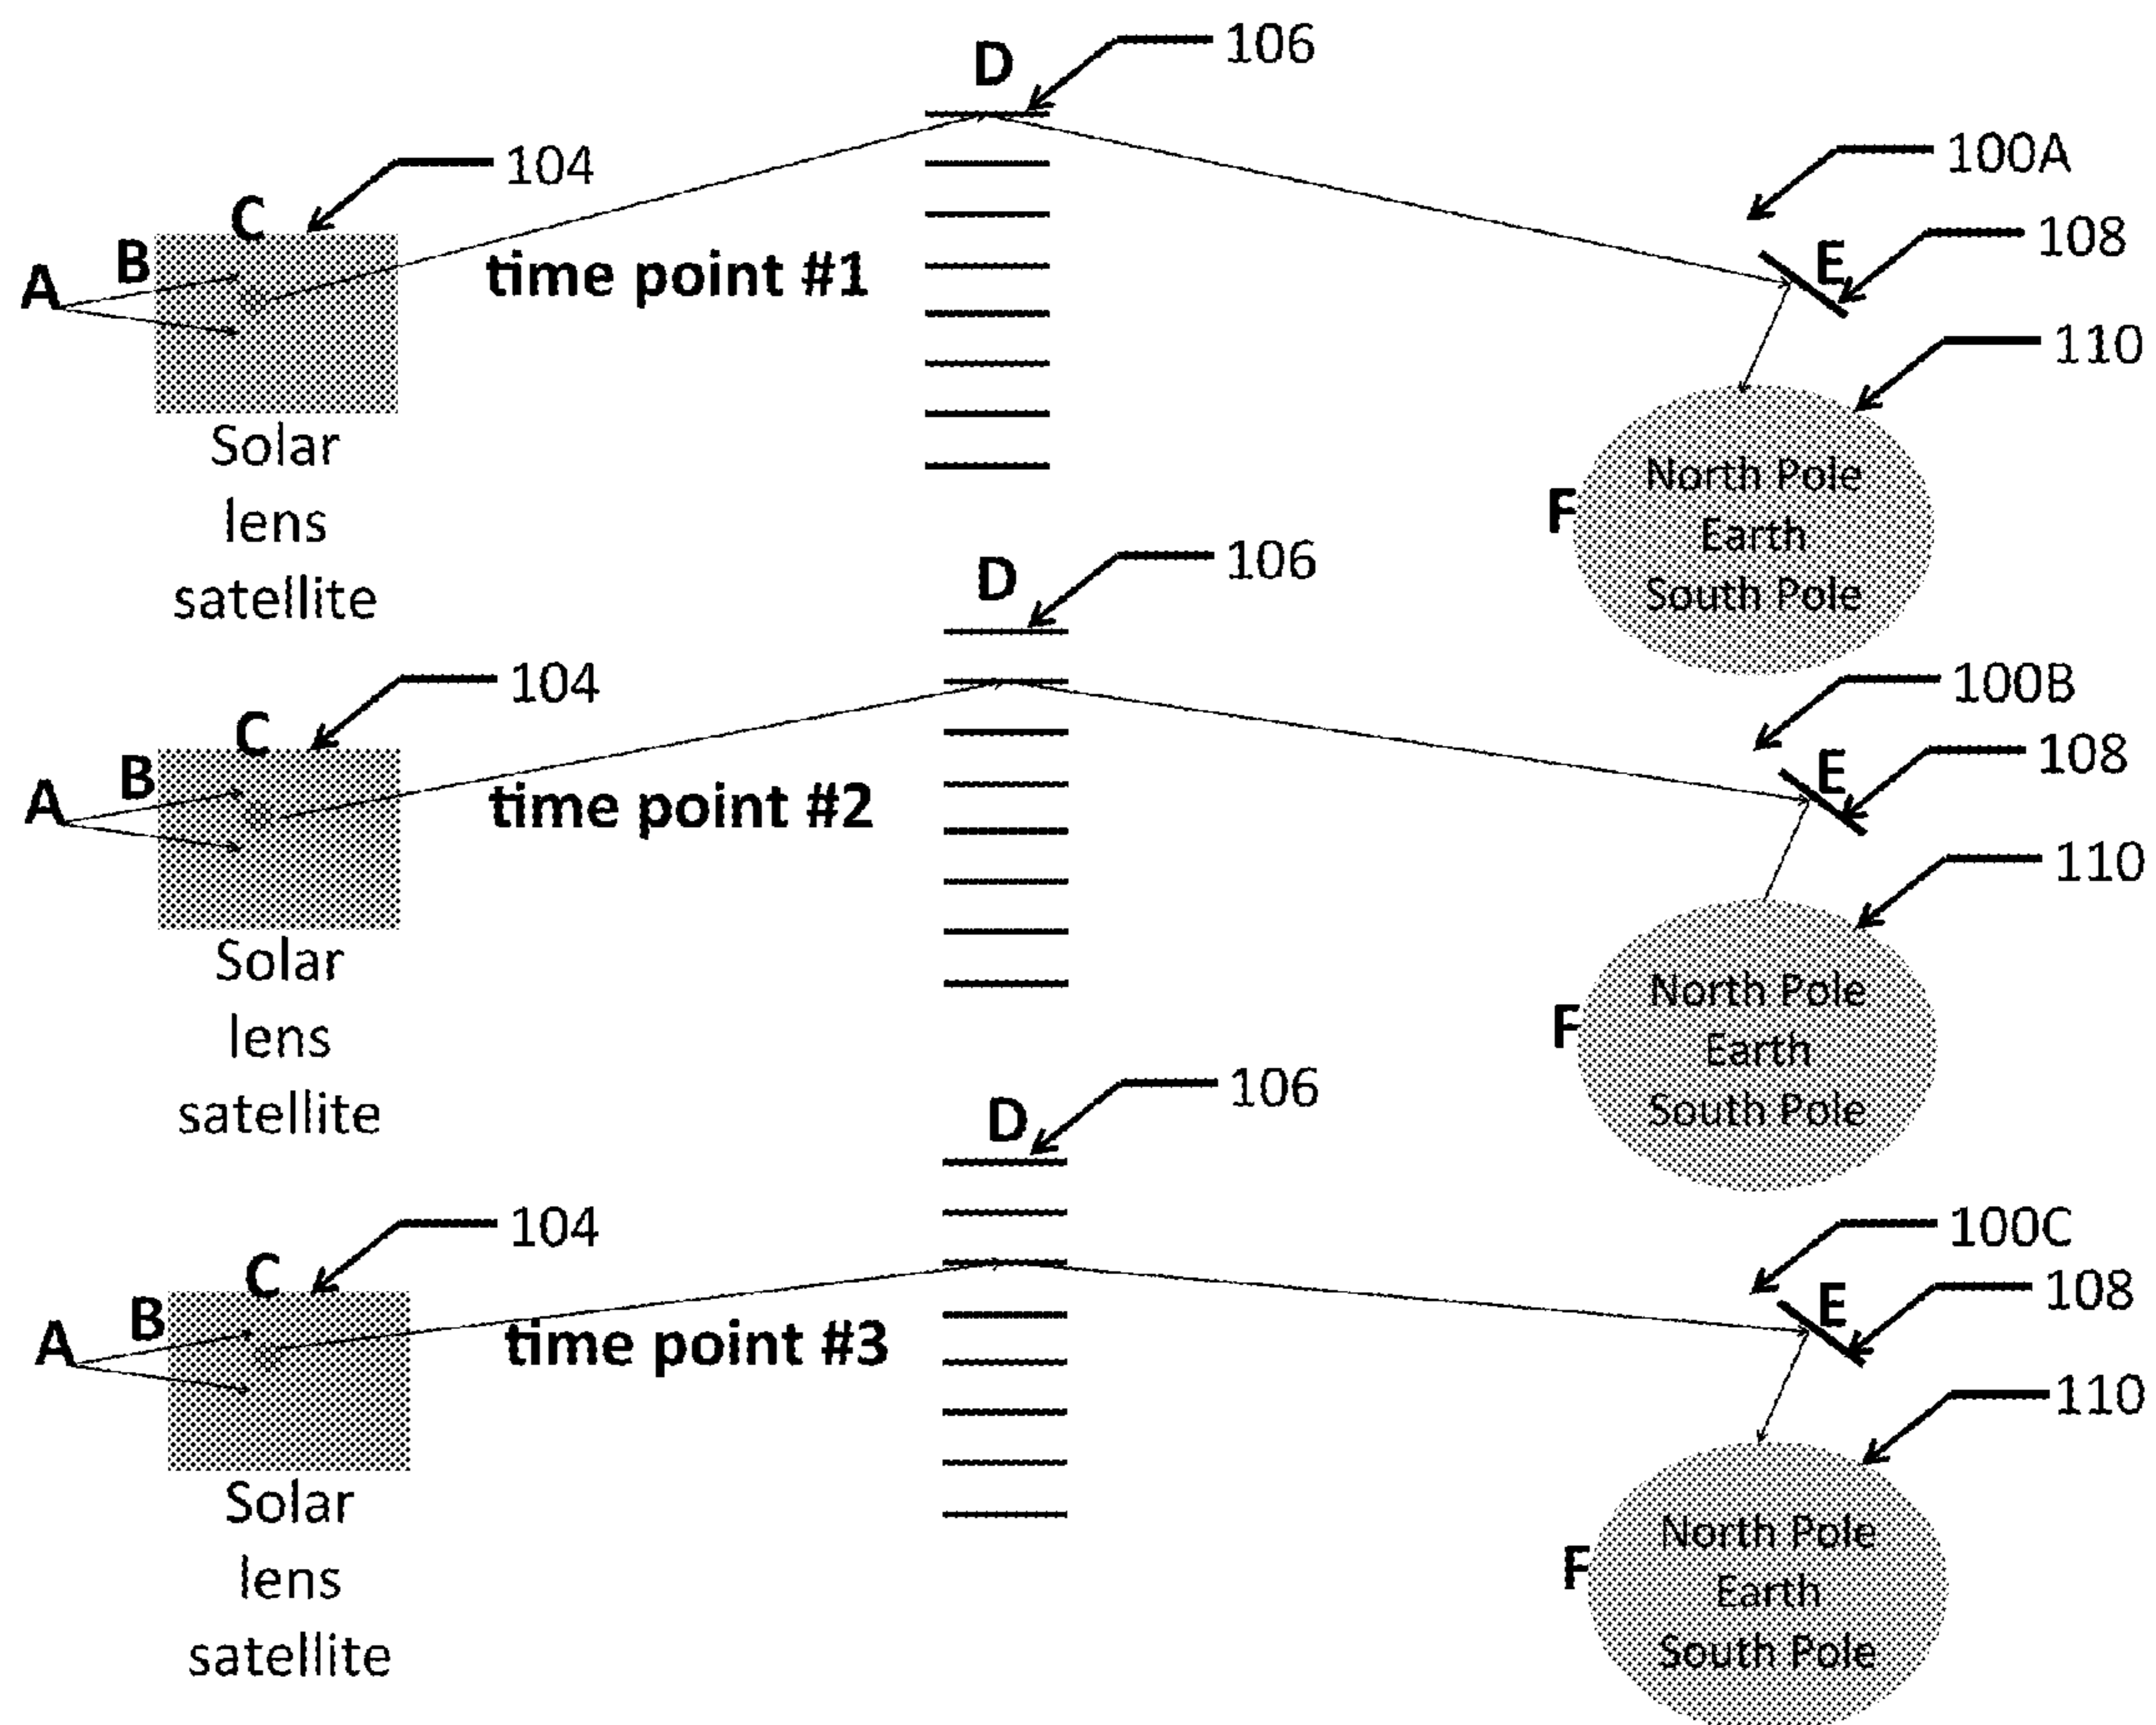 D
106
104
100A
C
B
108
E
A
time point #1
110
Solar
lens
satellite
North Pole
Earth
South Pole
F
D
106
104
100B
C
B
108
E
A
time point #2
110
Solar
lens
satellite
North Pole
Earth
South Pole
F
D
106
104
100C
C
B
108
E
A
time point #3
110
Solar
lens
satellite
North Pole
Earth
South Pole
F